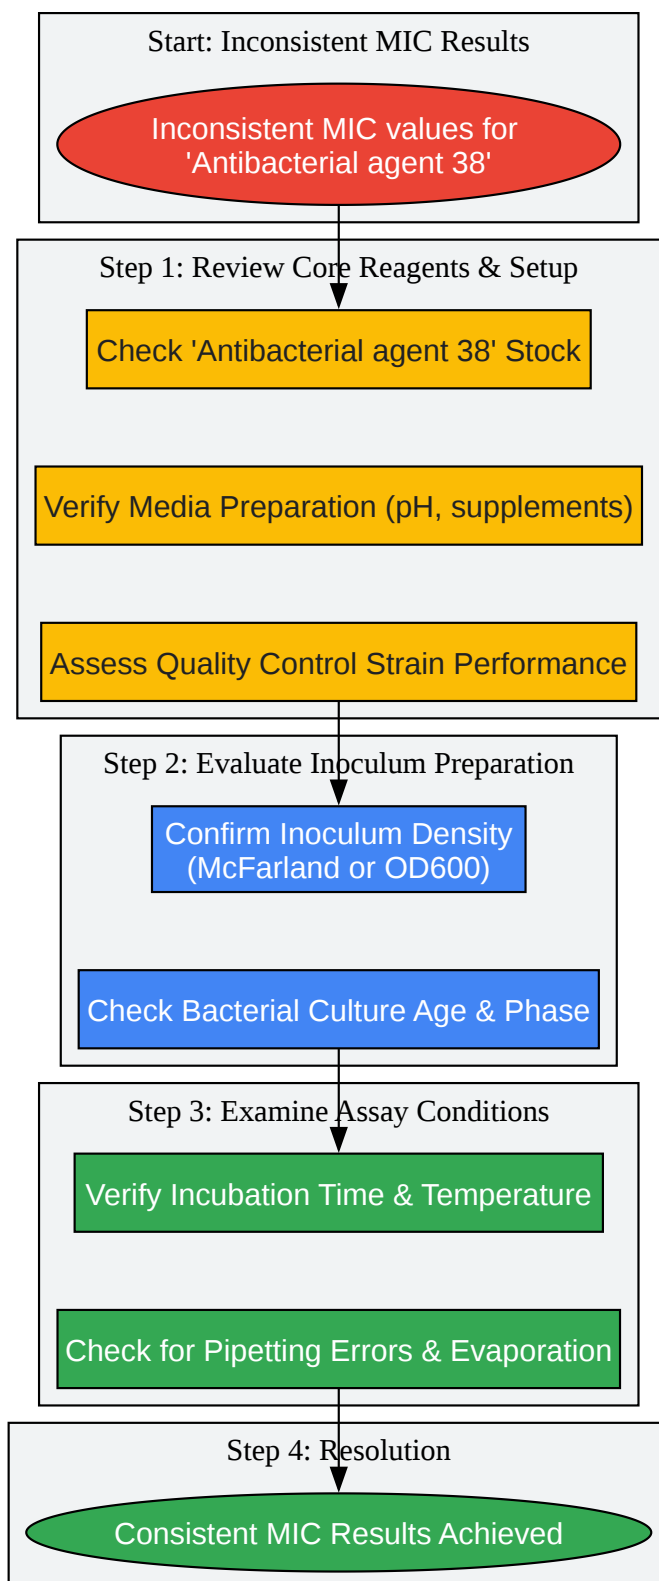 Start: Inconsistent MIC Results
Inconsistent MIC values for
'Antibacterial agent 38'
Step 1: Review Core Reagents & Setup
Check 'Antibacterial agent 38' Stock
Verify Media Preparation (pH, supplements)
Assess Quality Control Strain Performance
Step 2: Evaluate Inoculum Preparation
Confirm Inoculum Density
(McFarland or OD600)
Check Bacterial Culture Age & Phase
Step 3: Examine Assay Conditions
Verify Incubation Time & Temperature
Check for Pipetting Errors & Evaporation
Step 4: Resolution
Consistent MIC Results Achieved